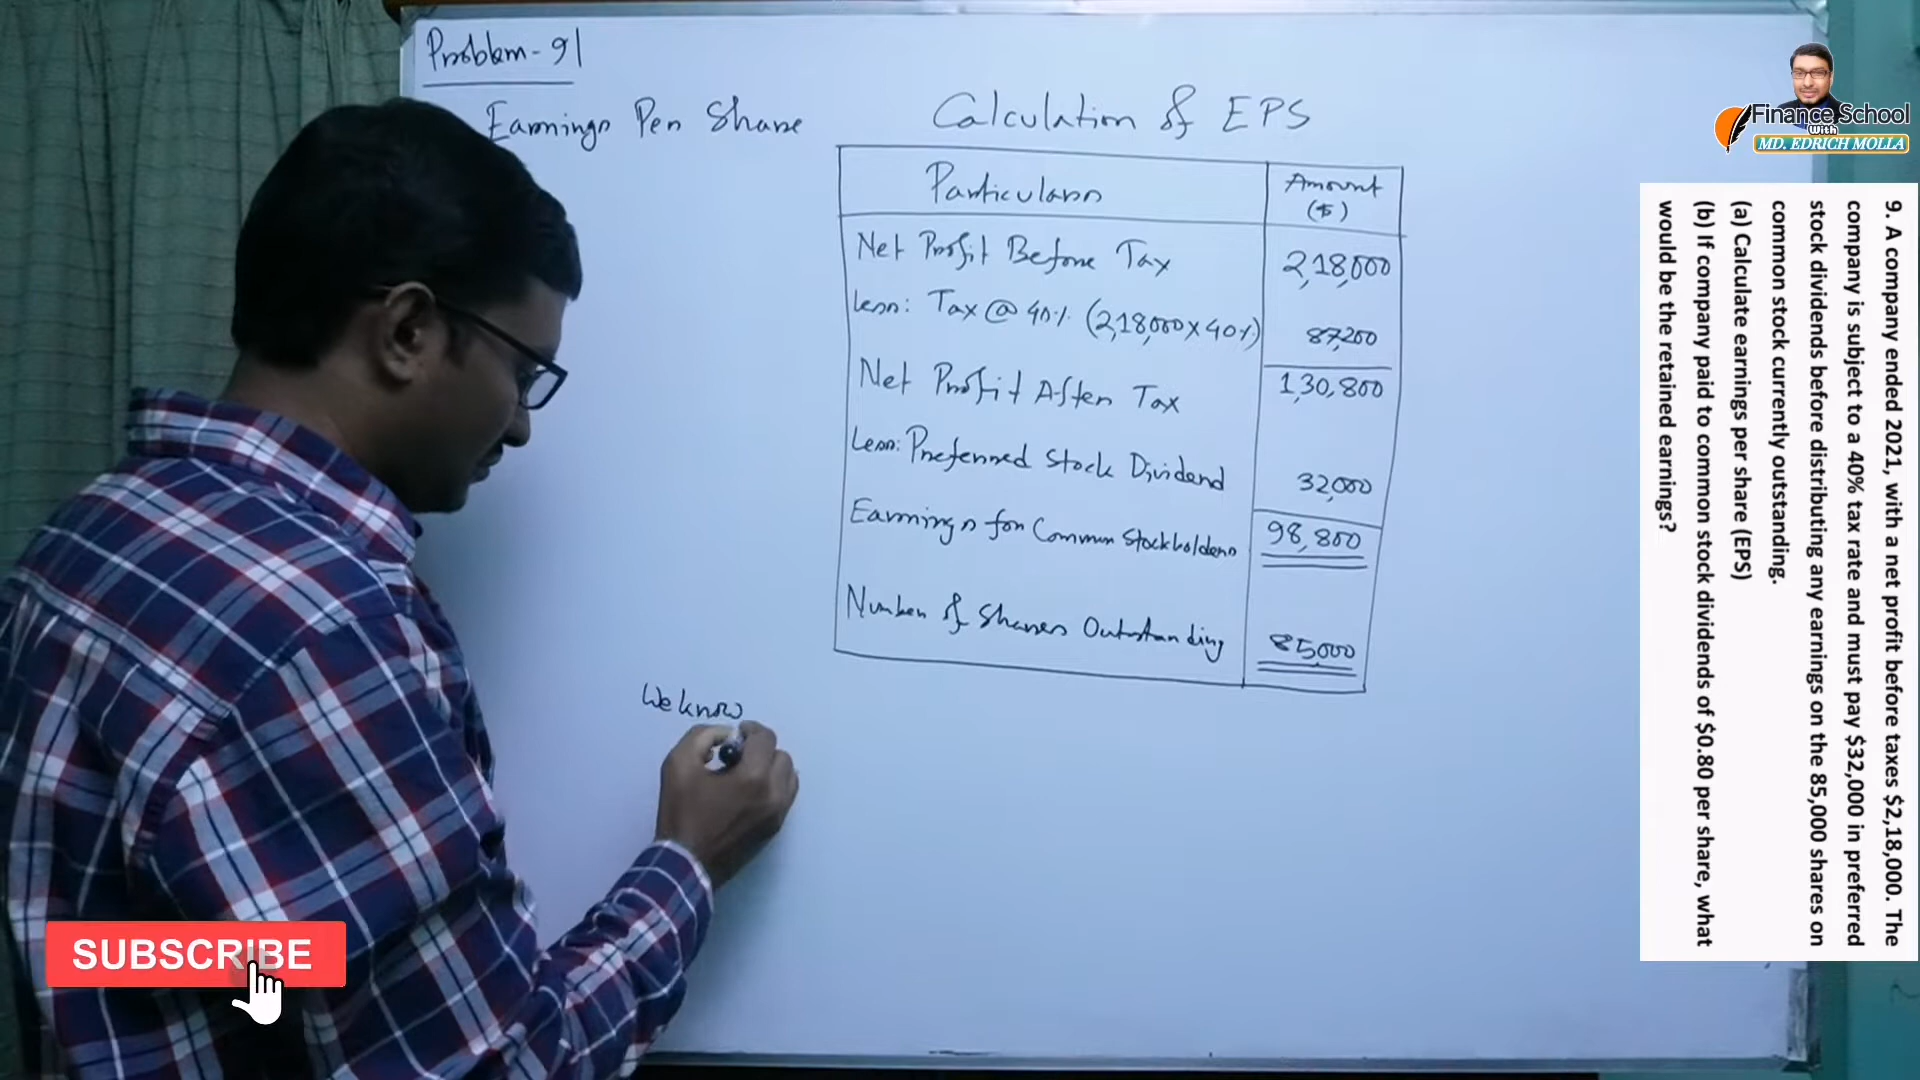 Problem-91
Earnings Per Share
Calculation of EPS
Particulars
Amount
($)
Net Profit Before Tax
2,18,000
Less: Tax @ 40% (2,18,000×40%)
87,200
Net Profit After Tax
1,30,800
Less: Preferred Stock Dividend
32,000
Earnings for Common Stockholders
98,800
Number of Shares Outstanding
85,000
We know
SUBSCRIBE
Finance School
With
MD. EDRICH MOLLA
9. A company ended 2021, with a net profit before taxes $2,18,000. The
company is subject to a 40% tax rate and must pay $32,000 in preferred
stock dividends before distributing any earnings on the 85,000 shares on
common stock currently outstanding.
(a) Calculate earnings per share (EPS)
(b) If company paid to common stock dividends of $0.80 per share, what
would be the retained earnings?